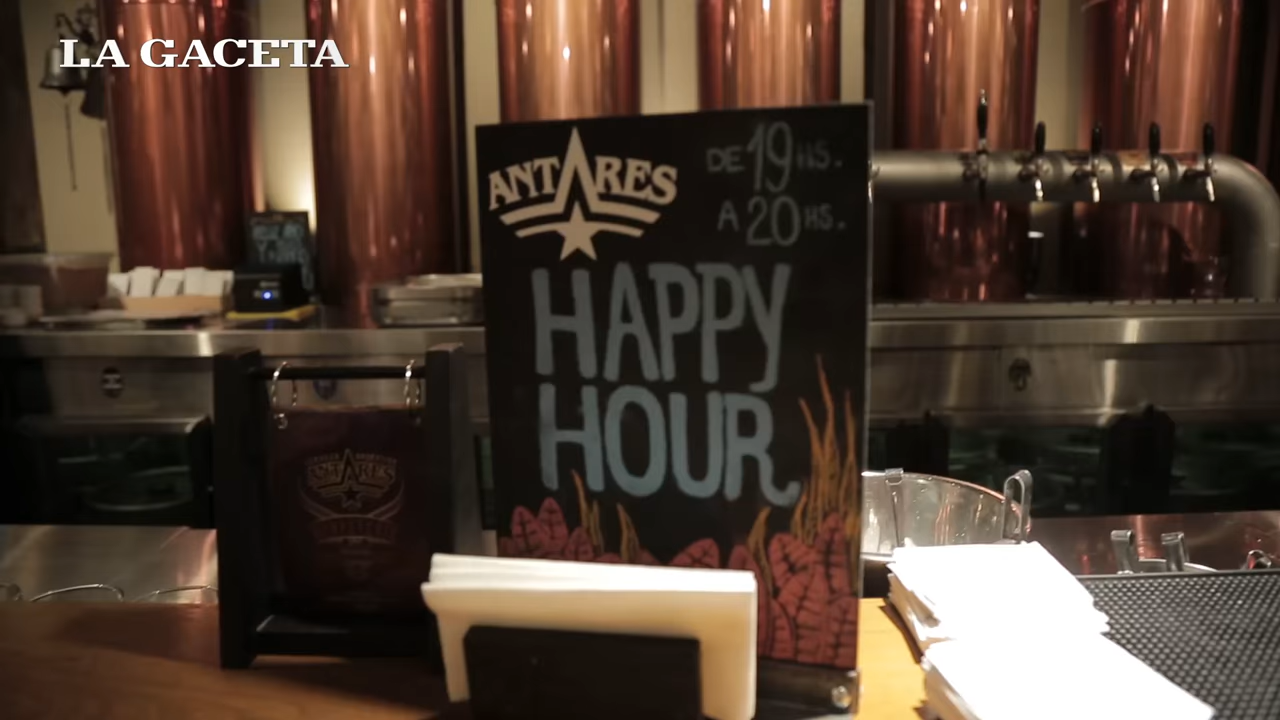 LA GACETA
ANTARES
DE 19 HS.
A 20 HS.
HAPPY
HOUR
ANTARES